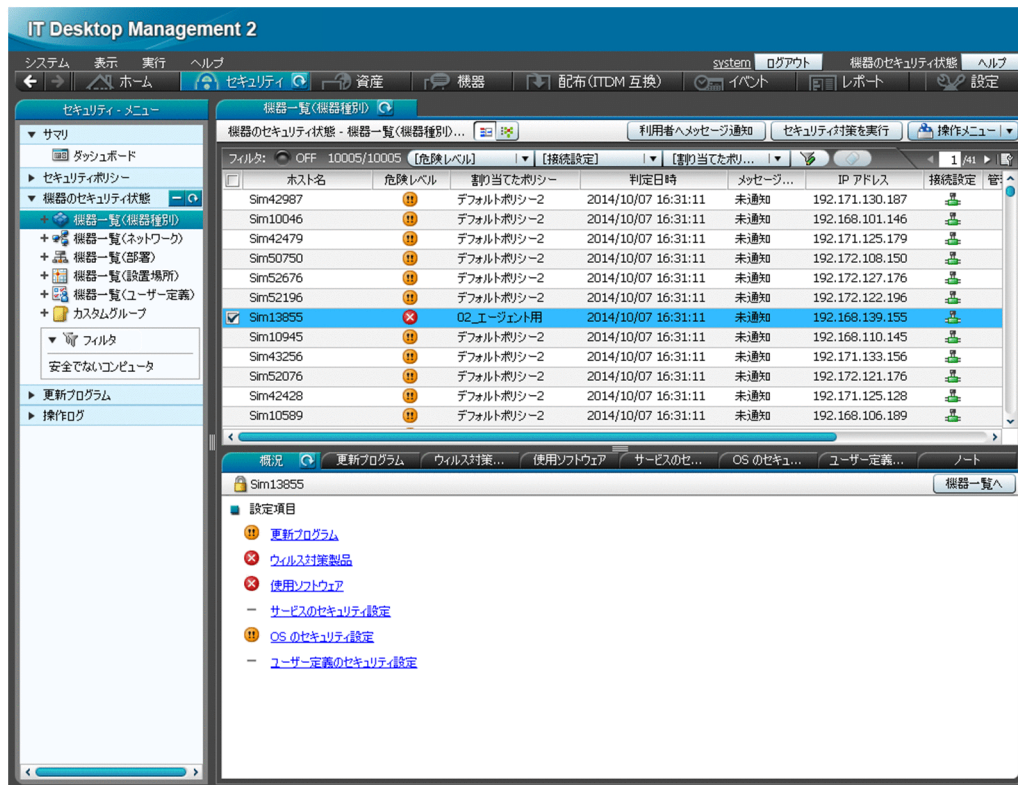 IT Desktop Management 2
システム 表示 実行 ヘルプ system ログアウト 機器のセキュリティ状態 ヘルプ
ホーム セキュリティ 資産 機器 配布(ITDM 互換) イベント レポート 設定
セキュリティ - メニュー
サマリ
ダッシュボード
セキュリティポリシー
機器のセキュリティ状態
機器一覧(機器種別)
機器一覧(ネットワーク)
機器一覧(部署)
機器一覧(設置場所)
機器一覧(ユーザー定義)
カスタムグループ
フィルタ
安全でないコンピュータ
更新プログラム
操作ログ
機器一覧(機器種別)
機器のセキュリティ状態 - 機器一覧(機器種別)... 利用者へメッセージ通知 セキュリティ対策を実行 操作メニュー
フィルタ: OFF 10005/10005 [危険レベル] [接続設定] [割り当てたポリ... 1 /41
ホスト名 危険レベル 割り当てたポリシー 判定日時 メッセージ... IP アドレス 接続設定 管
Sim42987 デフォルトポリシー2 2014/10/07 16:31:11 未通知 192.171.130.187
Sim10046 デフォルトポリシー2 2014/10/07 16:31:11 未通知 192.168.101.146
Sim42479 デフォルトポリシー2 2014/10/07 16:31:11 未通知 192.171.125.179
Sim50750 デフォルトポリシー2 2014/10/07 16:31:11 未通知 192.172.108.150
Sim52676 デフォルトポリシー2 2014/10/07 16:31:11 未通知 192.172.127.176
Sim52196 デフォルトポリシー2 2014/10/07 16:31:11 未通知 192.172.122.196
Sim13855 02_エージェント用 2014/10/07 16:31:11 未通知 192.168.139.155
Sim10945 デフォルトポリシー2 2014/10/07 16:31:11 未通知 192.168.110.145
Sim43256 デフォルトポリシー2 2014/10/07 16:31:11 未通知 192.171.133.156
Sim52076 デフォルトポリシー2 2014/10/07 16:31:11 未通知 192.172.121.176
Sim42428 デフォルトポリシー2 2014/10/07 16:31:11 未通知 192.171.125.128
Sim10589 デフォルトポリシー2 2014/10/07 16:31:11 未通知 192.168.106.189
概況 更新プログラム ウィルス対策... 使用ソフトウェア サービスのセ... OS のセキュ... ユーザー定義... ノート
Sim13855 機器一覧へ
設定項目
更新プログラム
ウィルス対策製品
使用ソフトウェア
サービスのセキュリティ設定
OS のセキュリティ設定
ユーザー定義のセキュリティ設定